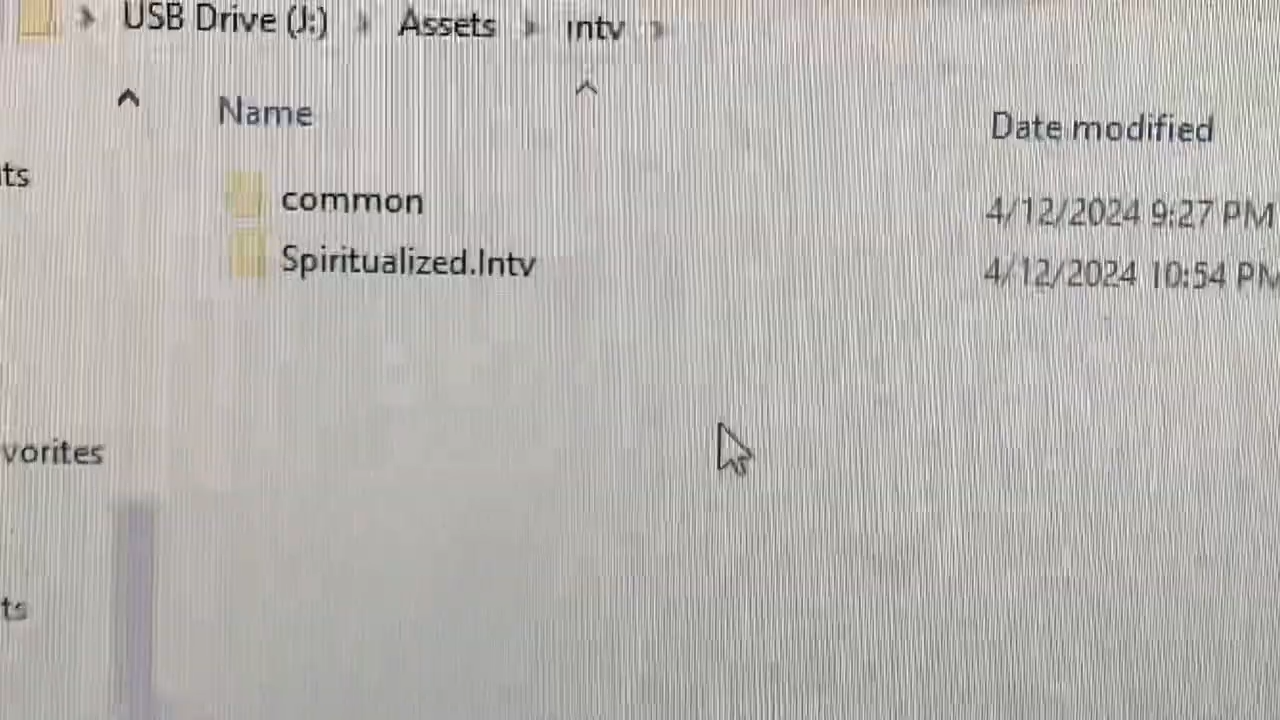 USB Drive (J:) Assets intv
Name Date modified
ts
common 4/12/2024 9:27 PM
Spiritualized.Intv 4/12/2024 10:54 PM
vorites
ts